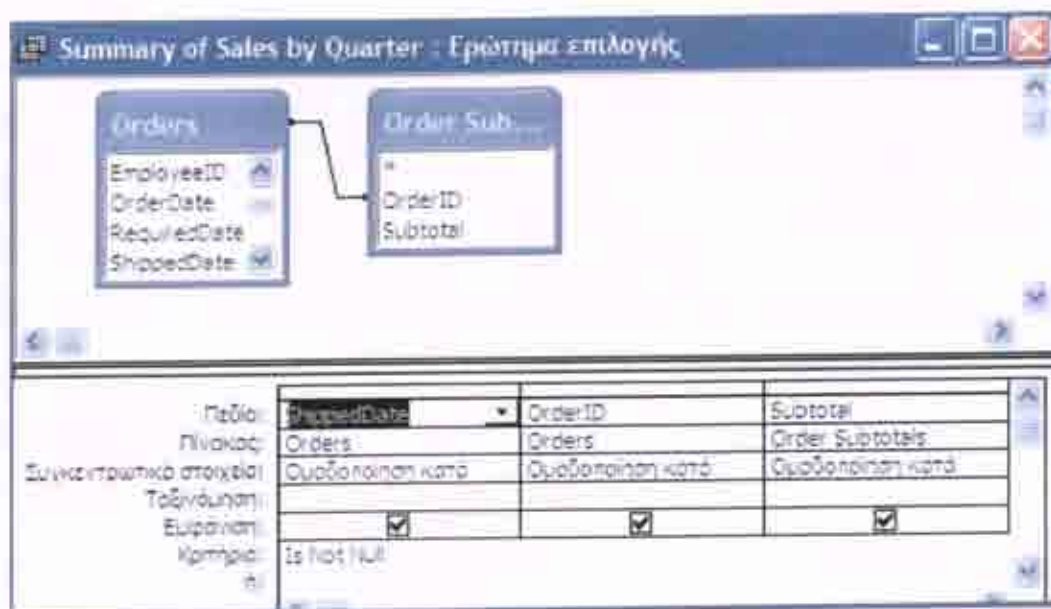 Summary of Sales by Quarter : Ερώτημα επιλογής
Orders
EmployeeID
OrderDate
RequiredDate
ShippedDate
Order Sub...
*
OrderID
Subtotal
Πεδίο: ShippedDate OrderID Subtotal
Πίνακας: Orders Orders Order Subtotals
Συγκεντρωτικά στοιχεία: Ομαδοποίηση κατά Ομαδοποίηση κατά Ομαδοποίηση κατά
Ταξινόμηση:
Εμφάνιση:
Κριτήρια: Is Not Null
ή: